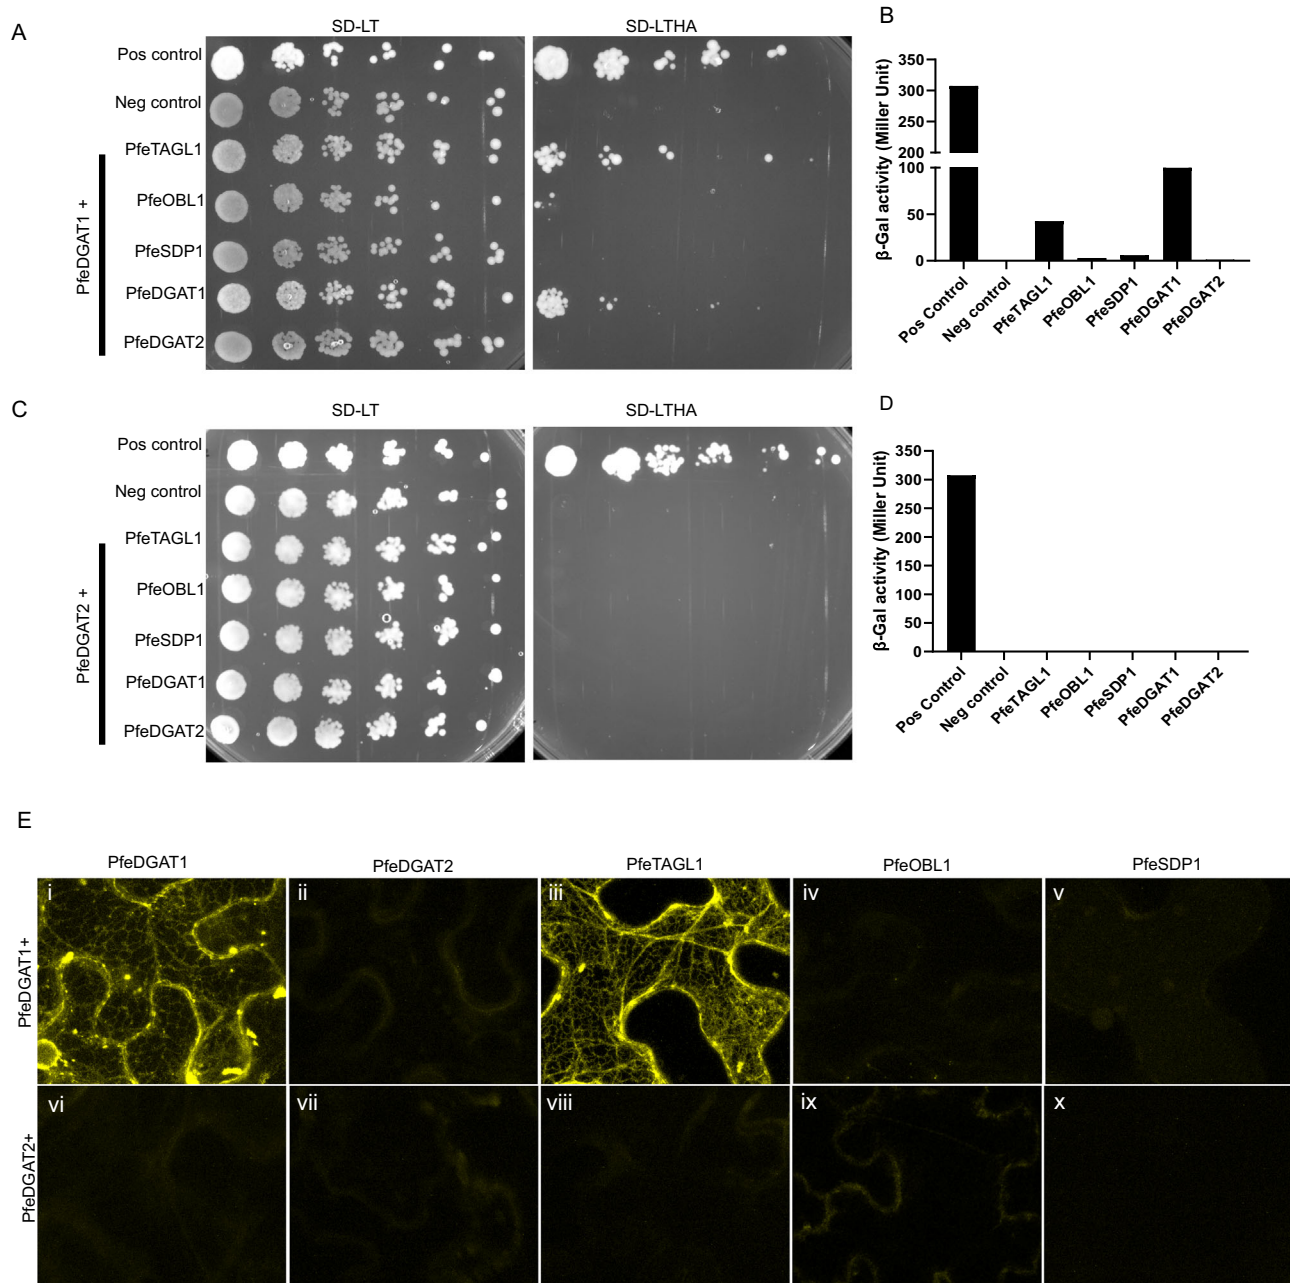 A
SD-LT
SD-LTHA
Pos control
Neg control
PfeTAGL1
PfeOBL1
PfeSDP1
PfeDGAT1
PfeDGAT2
PfeDGAT1 +
B
β-Gal activity (Miller Unit)
350
300
250
200
100
50
0
Pos Control
Neg control
PfeTAGL1
PfeOBL1
PfeSDP1
PfeDGAT1
PfeDGAT2
C
SD-LT
SD-LTHA
Pos control
Neg control
PfeTAGL1
PfeOBL1
PfeSDP1
PfeDGAT1
PfeDGAT2
PfeDGAT2 +
D
β-Gal activity (Miller Unit)
350
300
250
200
150
100
50
0
Pos Control
Neg control
PfeTAGL1
PfeOBL1
PfeSDP1
PfeDGAT1
PfeDGAT2
E
PfeDGAT1
PfeDGAT2
PfeTAGL1
PfeOBL1
PfeSDP1
PfeDGAT1+
i
ii
iii
iv
v
PfeDGAT2+
vi
vii
viii
ix
x